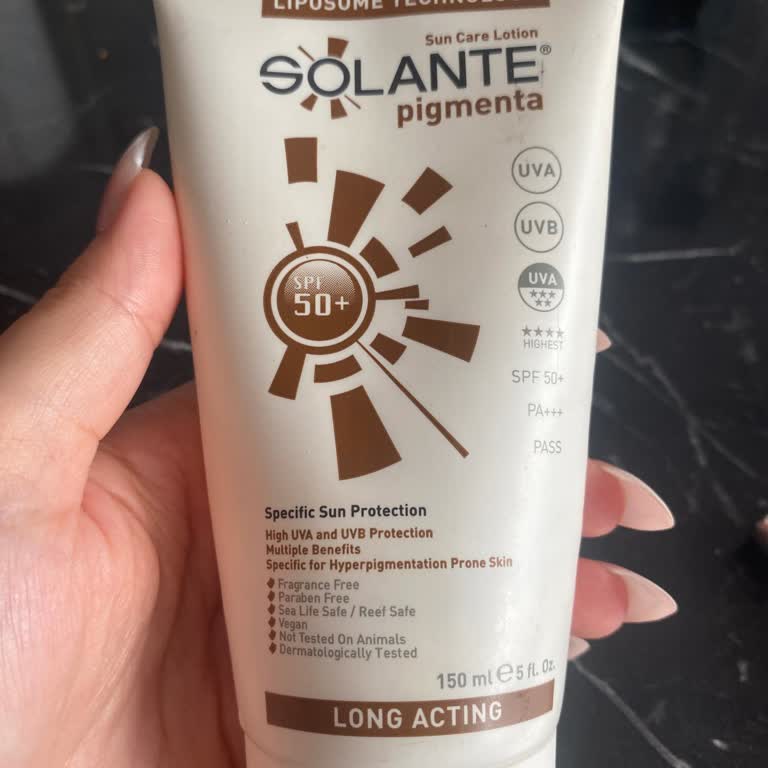 LIPOSOME TECHNOLOGY
Sun Care Lotion
SOLANTE®
pigmenta
UVA
UVB
UVA
SPF
50+
HIGHEST
SPF 50+
PA+++
PASS
Specific Sun Protection
High UVA and UVB Protection
Multiple Benefits
Specific for Hyperpigmentation Prone Skin
Fragrance Free
Paraben Free
Sea Life Safe / Reef Safe
Vegan
Not Tested On Animals
Dermatologically Tested
150 ml ℮ 5 fl. Oz.
LONG ACTING